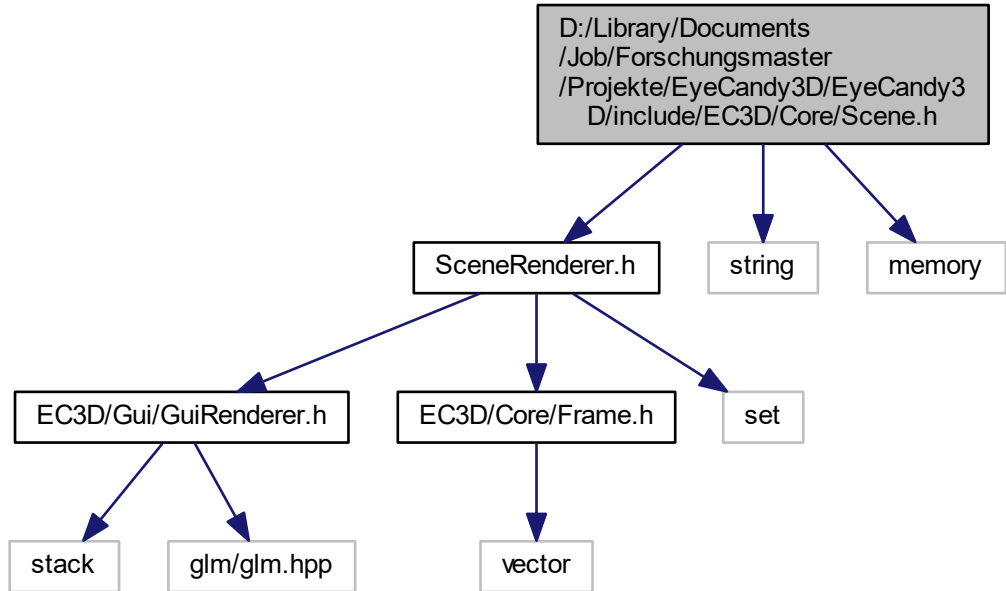 D:/Library/Documents
/Job/Forschungsmaster
/Projekte/EyeCandy3D/EyeCandy3
D/include/EC3D/Core/Scene.h
SceneRenderer.h
string
memory
EC3D/Gui/GuiRenderer.h
EC3D/Core/Frame.h
set
stack
glm/glm.hpp
vector